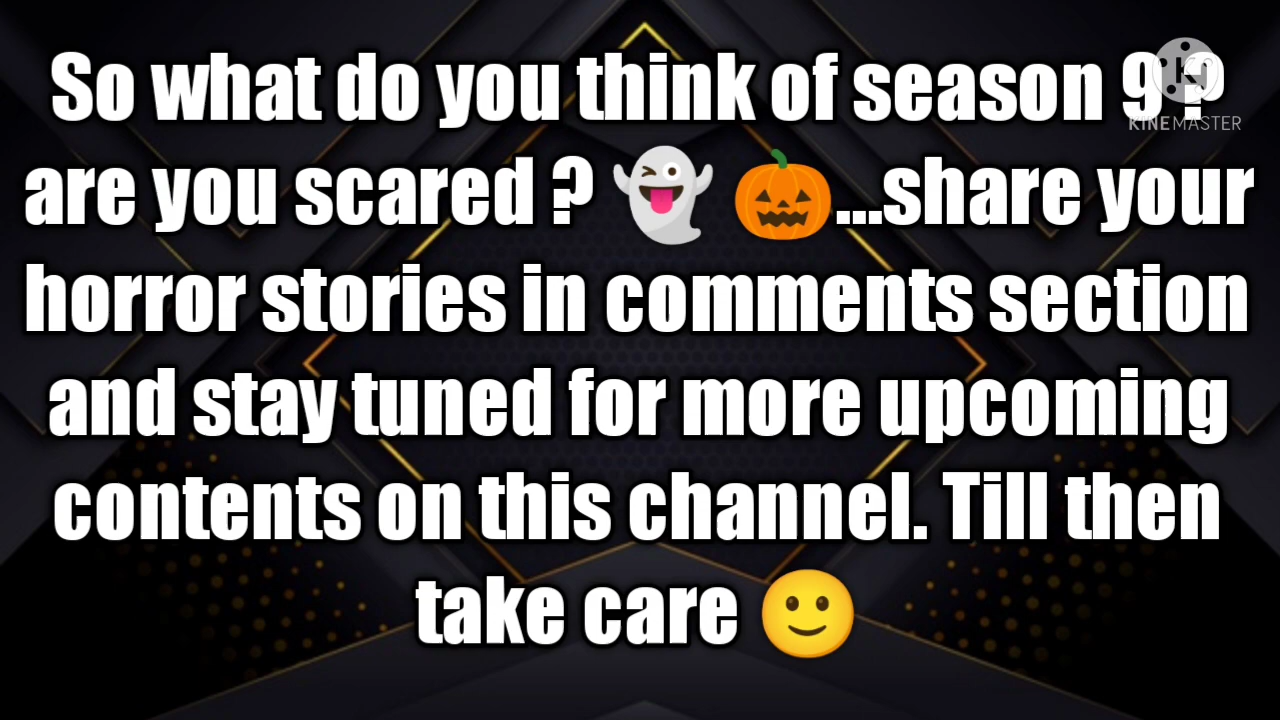 So what do you think of season 9 ?
are you scared ? 👻 🎃...share your
horror stories in comments section
and stay tuned for more upcoming
contents on this channel. Till then
take care 🙂
KINEMASTER